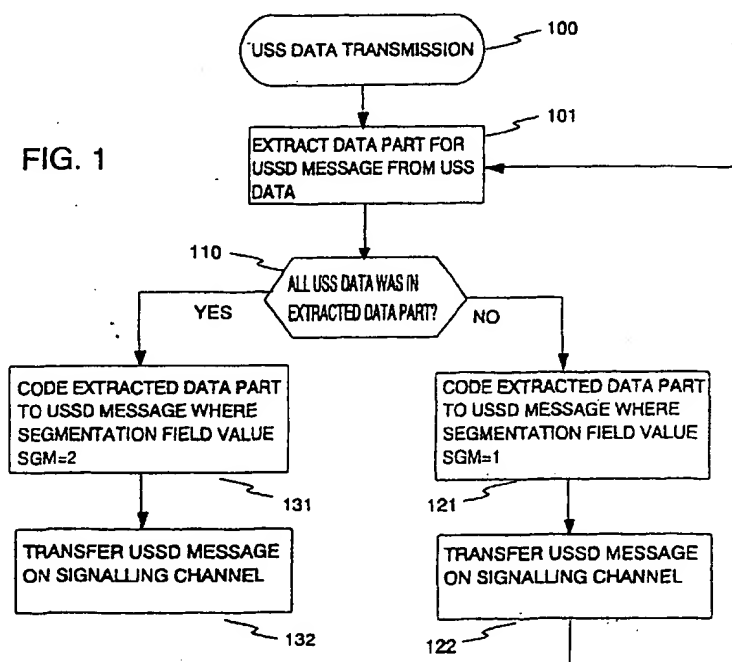 100
USS DATA TRANSMISSION
101
FIG. 1
EXTRACT DATA PART FOR
USSD MESSAGE FROM USS
DATA
110
ALL USS DATA WAS IN
EXTRACTED DATA PART?
YES
NO
CODE EXTRACTED DATA PART
TO USSD MESSAGE WHERE
SEGMENTATION FIELD VALUE
SGM=2
131
CODE EXTRACTED DATA PART
TO USSD MESSAGE WHERE
SEGMENTATION FIELD VALUE
SGM=1
121
TRANSFER USSD MESSAGE
ON SIGNALLING CHANNEL
132
TRANSFER USSD MESSAGE
ON SIGNALLING CHANNEL
122